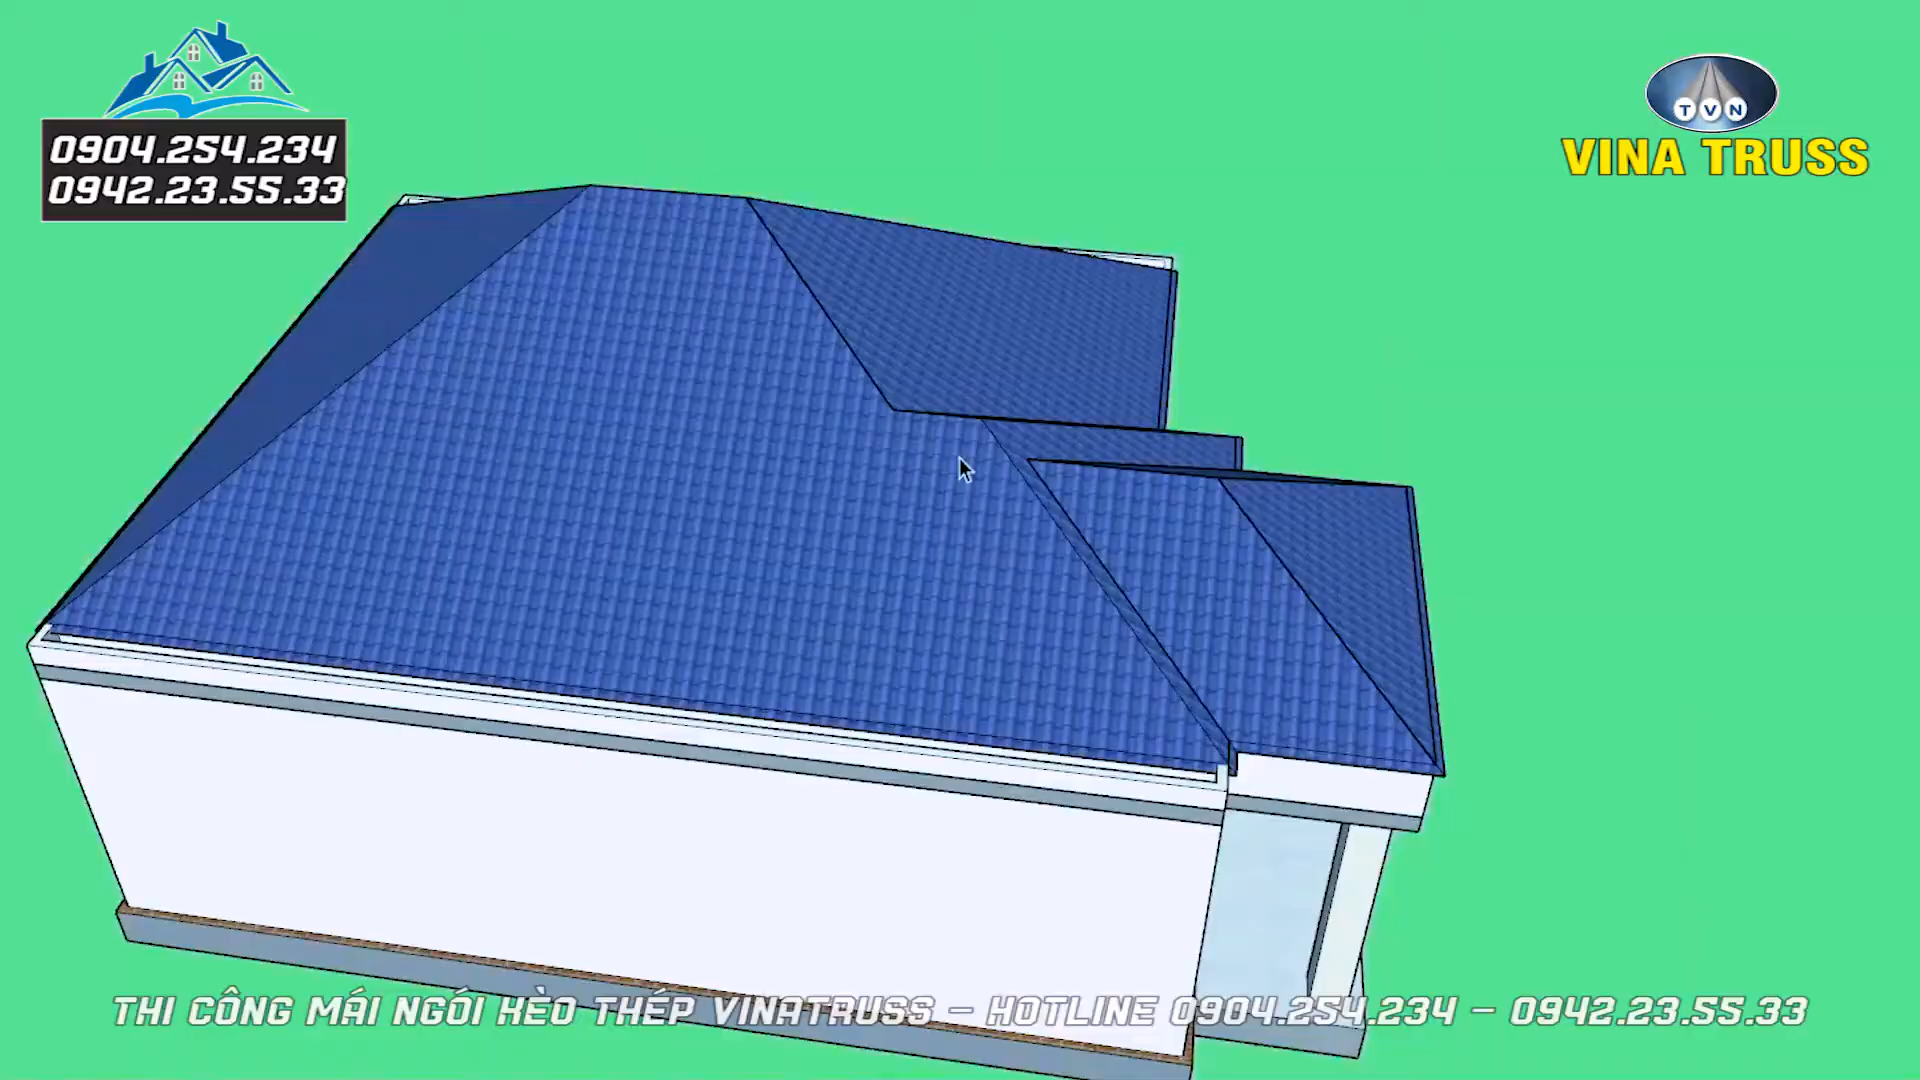 0904.254.234
0942.23.55.33
TVN
VINA TRUSS
THI CÔNG MÁI NGÓI KÈO THÉP VINATRUSS – HOTLINE 0904.254.234 – 0942.23.55.33